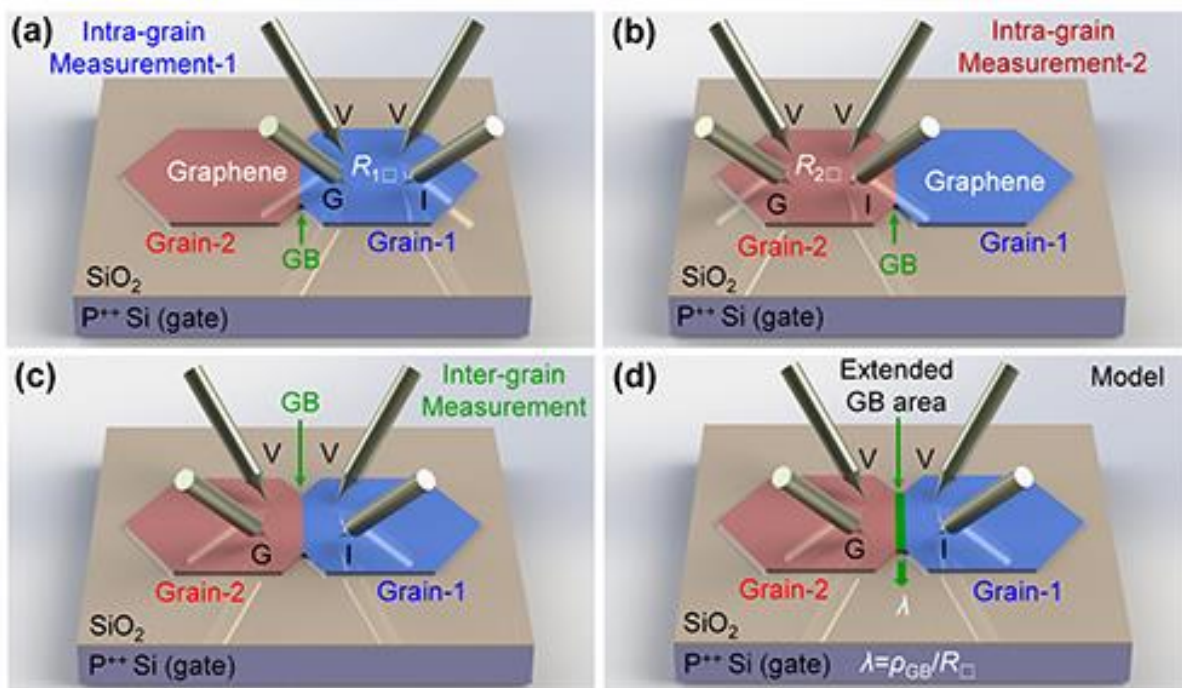 (a)
Intra-grain
Measurement-1
V V
Graphene
R1□
G I
Grain-2
GB
Grain-1
SiO2
P++ Si (gate)
(b)
Intra-grain
Measurement-2
V V
R2□
Graphene
G I
Grain-2
GB
Grain-1
SiO2
P++ Si (gate)
(c)
GB
Inter-grain
Measurement
V V
G I
Grain-2
Grain-1
SiO2
P++ Si (gate)
(d)
Extended
GB area
Model
V V
G I
Grain-2
λ
Grain-1
SiO2
P++ Si (gate)
λ=ρGB/R□